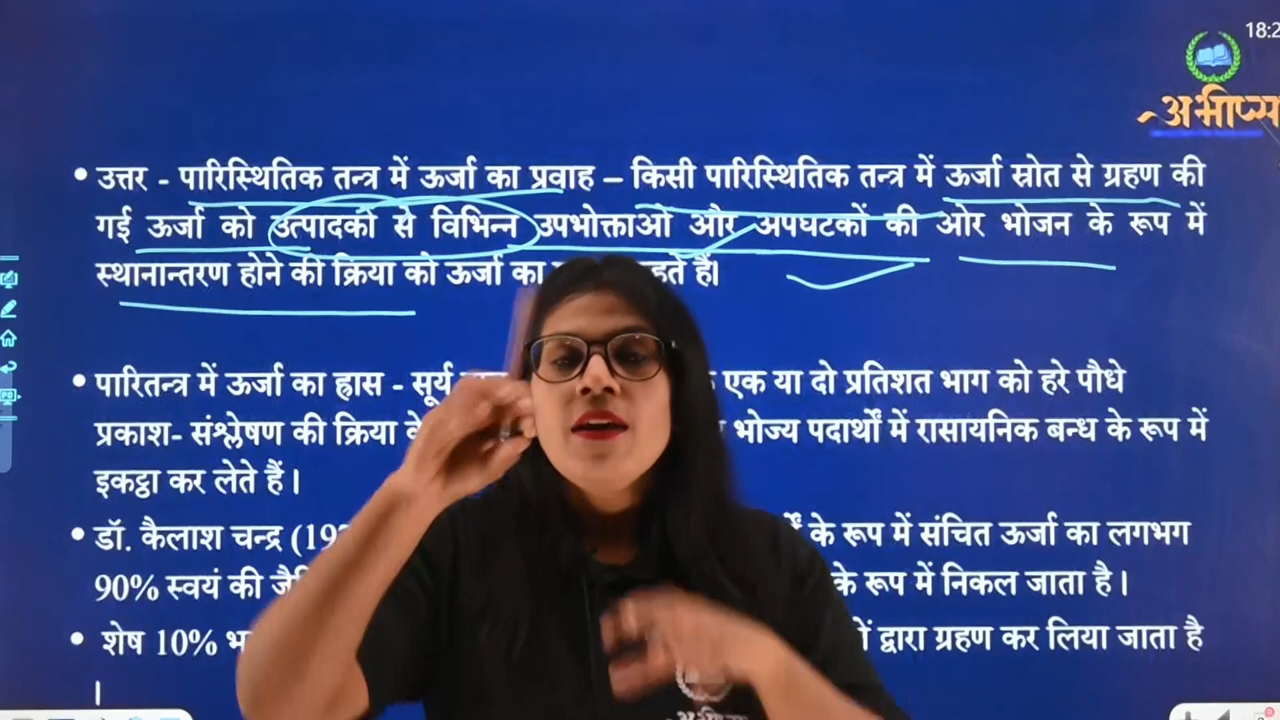 18:2
अभीप्स
• उत्तर - पारिस्थितिक तन्त्र में ऊर्जा का प्रवाह – किसी पारिस्थितिक तन्त्र में ऊर्जा स्रोत से ग्रहण की
गई ऊर्जा को उत्पादकों से विभिन्न उपभोक्ताओं और अपघटकों की ओर भोजन के रूप में
स्थानान्तरण होने की क्रिया को ऊर्जा का हैं।
• पारितन्त्र में ऊर्जा का ह्रास - सूर्य एक या दो प्रतिशत भाग को हरे पौधे
प्रकाश- संश्लेषण की क्रिया भोज्य पदार्थों में रासायनिक बन्ध के रूप में
इकट्ठा कर लेते हैं।
• डॉ. कैलाश चन्द्र (19 के रूप में संचित ऊर्जा का लगभग
90% स्वयं की के रूप में निकल जाता है।
• शेष 10% द्वारा ग्रहण कर लिया जाता है
।